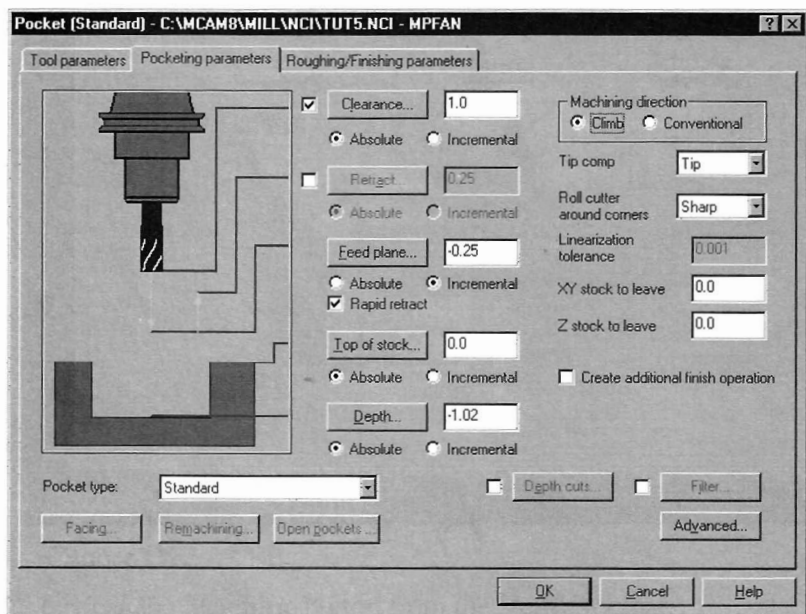 Pocket (Standard) - C:\MCAM8\MILL\NCI\TUT5.NCI - MPFAN
Tool parameters Pocketing parameters Roughing/Finishing parameters
Clearance... 1.0
Absolute Incremental
Retract... 0.25
Absolute Incremental
Feed plane... -0.25
Absolute Incremental
Rapid retract
Top of stock... 0.0
Absolute Incremental
Depth... -1.02
Absolute Incremental
Machining direction
Climb Conventional
Tip comp Tip
Roll cutter
around corners Sharp
Linearization
tolerance 0.001
XY stock to leave 0.0
Z stock to leave 0.0
Create additional finish operation
Pocket type: Standard
Depth cuts... Filter...
Facing... Remachining... Open pockets ... Advanced...
OK Cancel Help